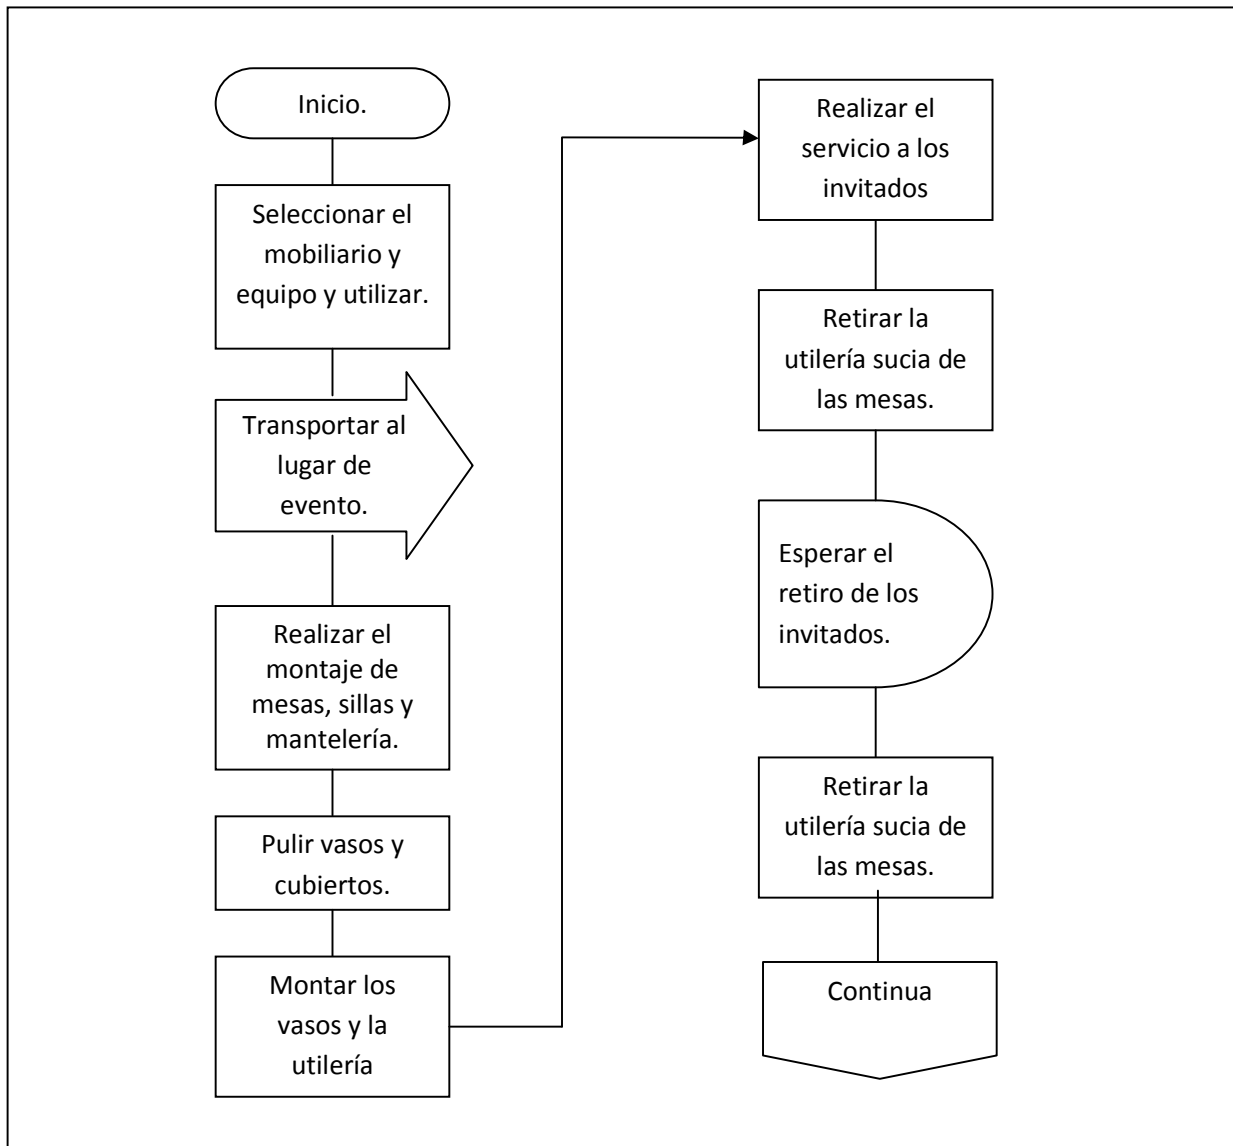 Inicio.
Seleccionar el
mobiliario y
equipo y utilizar.
Transportar al
lugar de
evento.
Realizar el
montaje de
mesas, sillas y
mantelería.
Pulir vasos y
cubiertos.
Montar los
vasos y la
utilería
Realizar el
servicio a los
invitados
Retirar la
utilería sucia de
las mesas.
Esperar el
retiro de los
invitados.
Retirar la
utilería sucia de
las mesas.
Continua